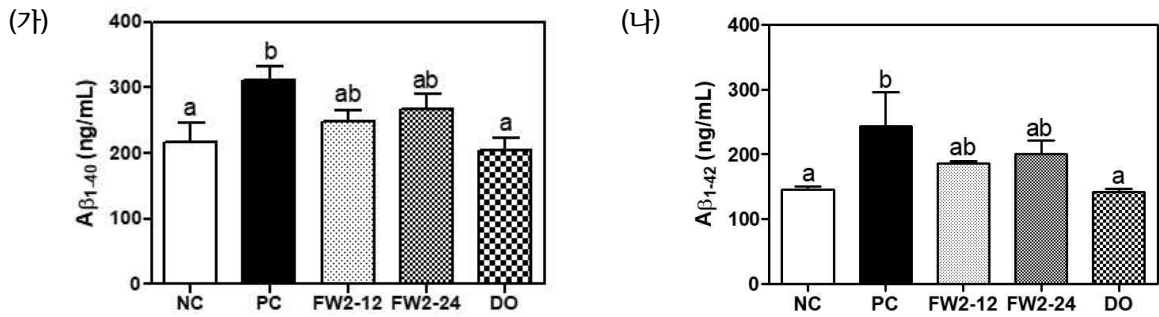 (가)
400
300
200
100
0
Aβ1-40 (ng/mL)
a
b
ab
ab
a
NC PC FW2-12 FW2-24 DO
(나)
400
300
200
100
0
Aβ1-42 (ng/mL)
a
b
ab
ab
a
NC PC FW2-12 FW2-24 DO